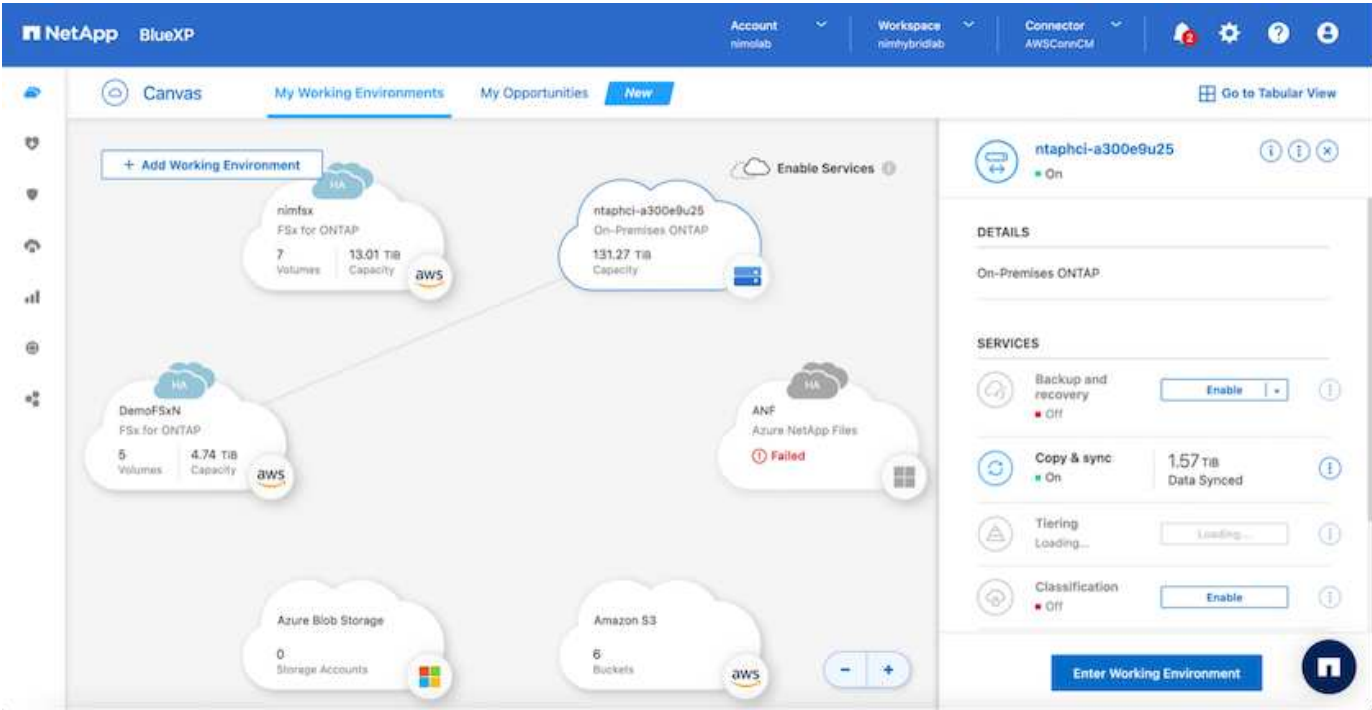 NetApp BlueXP
Account
nimolab
Workspace
nimhybridlab
Connector
AWSConnCM
2
?
Canvas
My Working Environments
My Opportunities
New
Go to Tabular View
+ Add Working Environment
Enable Services
HA
nimfsx
FSx for ONTAP
7
Volumes
13.01 TiB
Capacity
aws
ntaphci-a300e9u25
On-Premises ONTAP
131.27 TiB
Capacity
HA
DemoFSxN
FSx for ONTAP
5
Volumes
4.74 TiB
Capacity
aws
HA
ANF
Azure NetApp Files
Failed
Azure Blob Storage
0
Storage Accounts
Amazon S3
6
Buckets
aws
- +
ntaphci-a300e9u25
On
DETAILS
On-Premises ONTAP
SERVICES
Backup and
recovery
Off
Enable
Copy & sync
On
1.57 TiB
Data Synced
Tiering
Loading...
Loading...
Classification
Off
Enable
Enter Working Environment